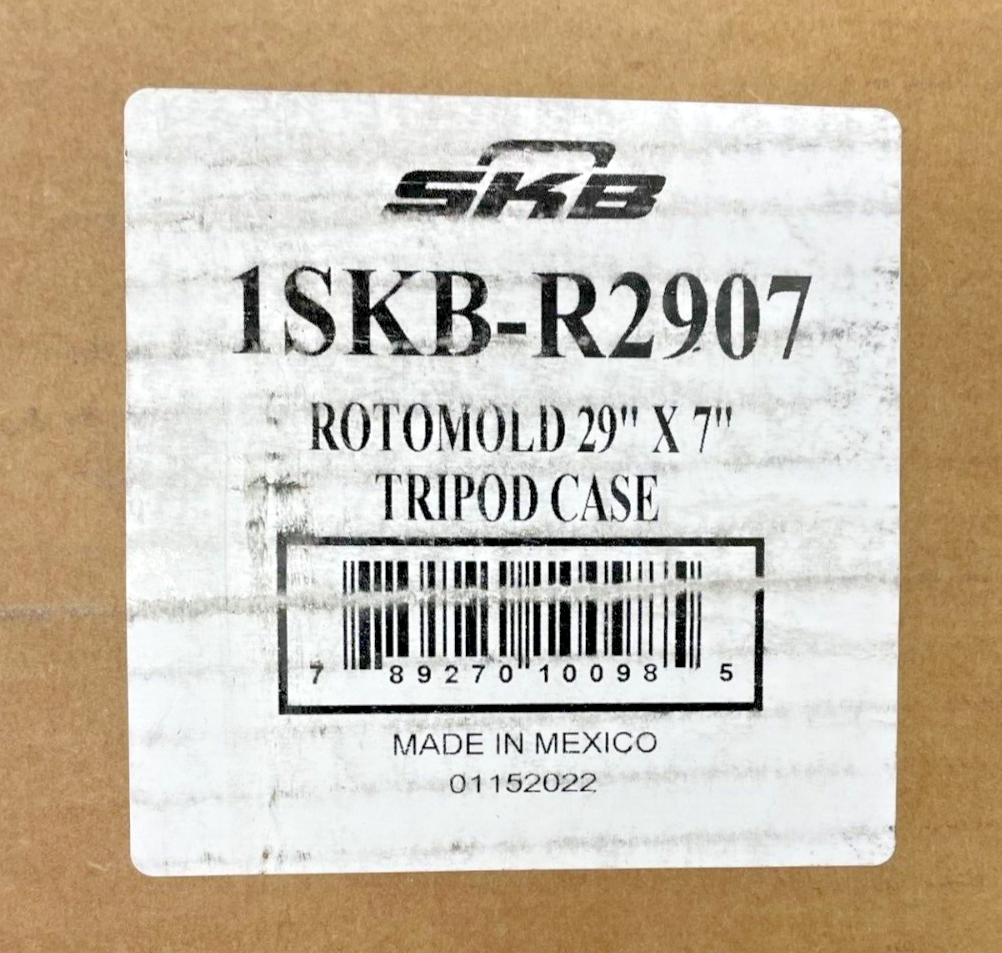 SKB
1SKB-R2907
ROTOMOLD 29" X 7"
TRIPOD CASE
7 89270 10098 5
MADE IN MEXICO
01152022